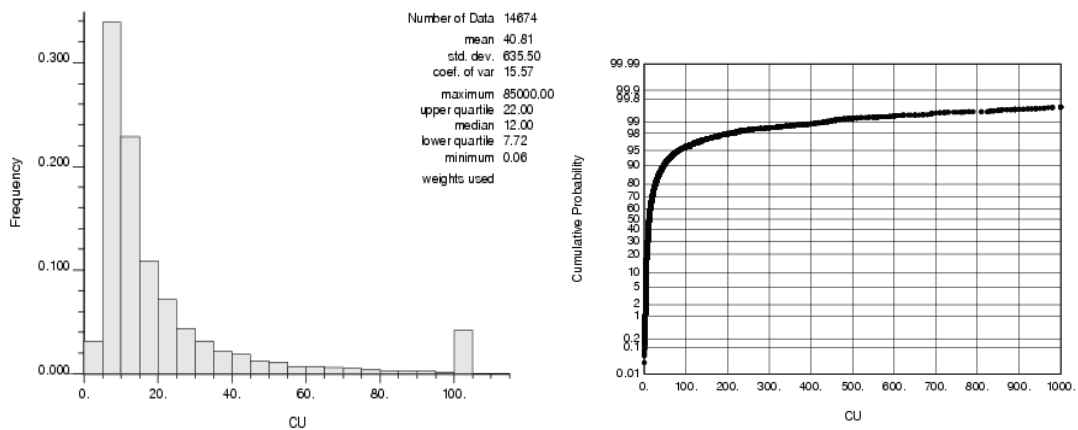 Number of Data 14674
mean 40.81
std. dev. 635.50
coef. of var 15.57
maximum 85000.00
upper quartile 22.00
median 12.00
lower quartile 7.72
minimum 0.06
weights used
Frequency
0.300
0.200
0.100
0.000
0. 20. 40. 60. 80. 100.
CU
Cumulative Probability
99.99
99.9
99.8
99
98
95
90
80
70
60
50
40
30
20
10
5
2
1
0.2
0.1
0.01
0. 100. 200. 300. 400. 500. 600. 700. 800. 900. 1000.
CU